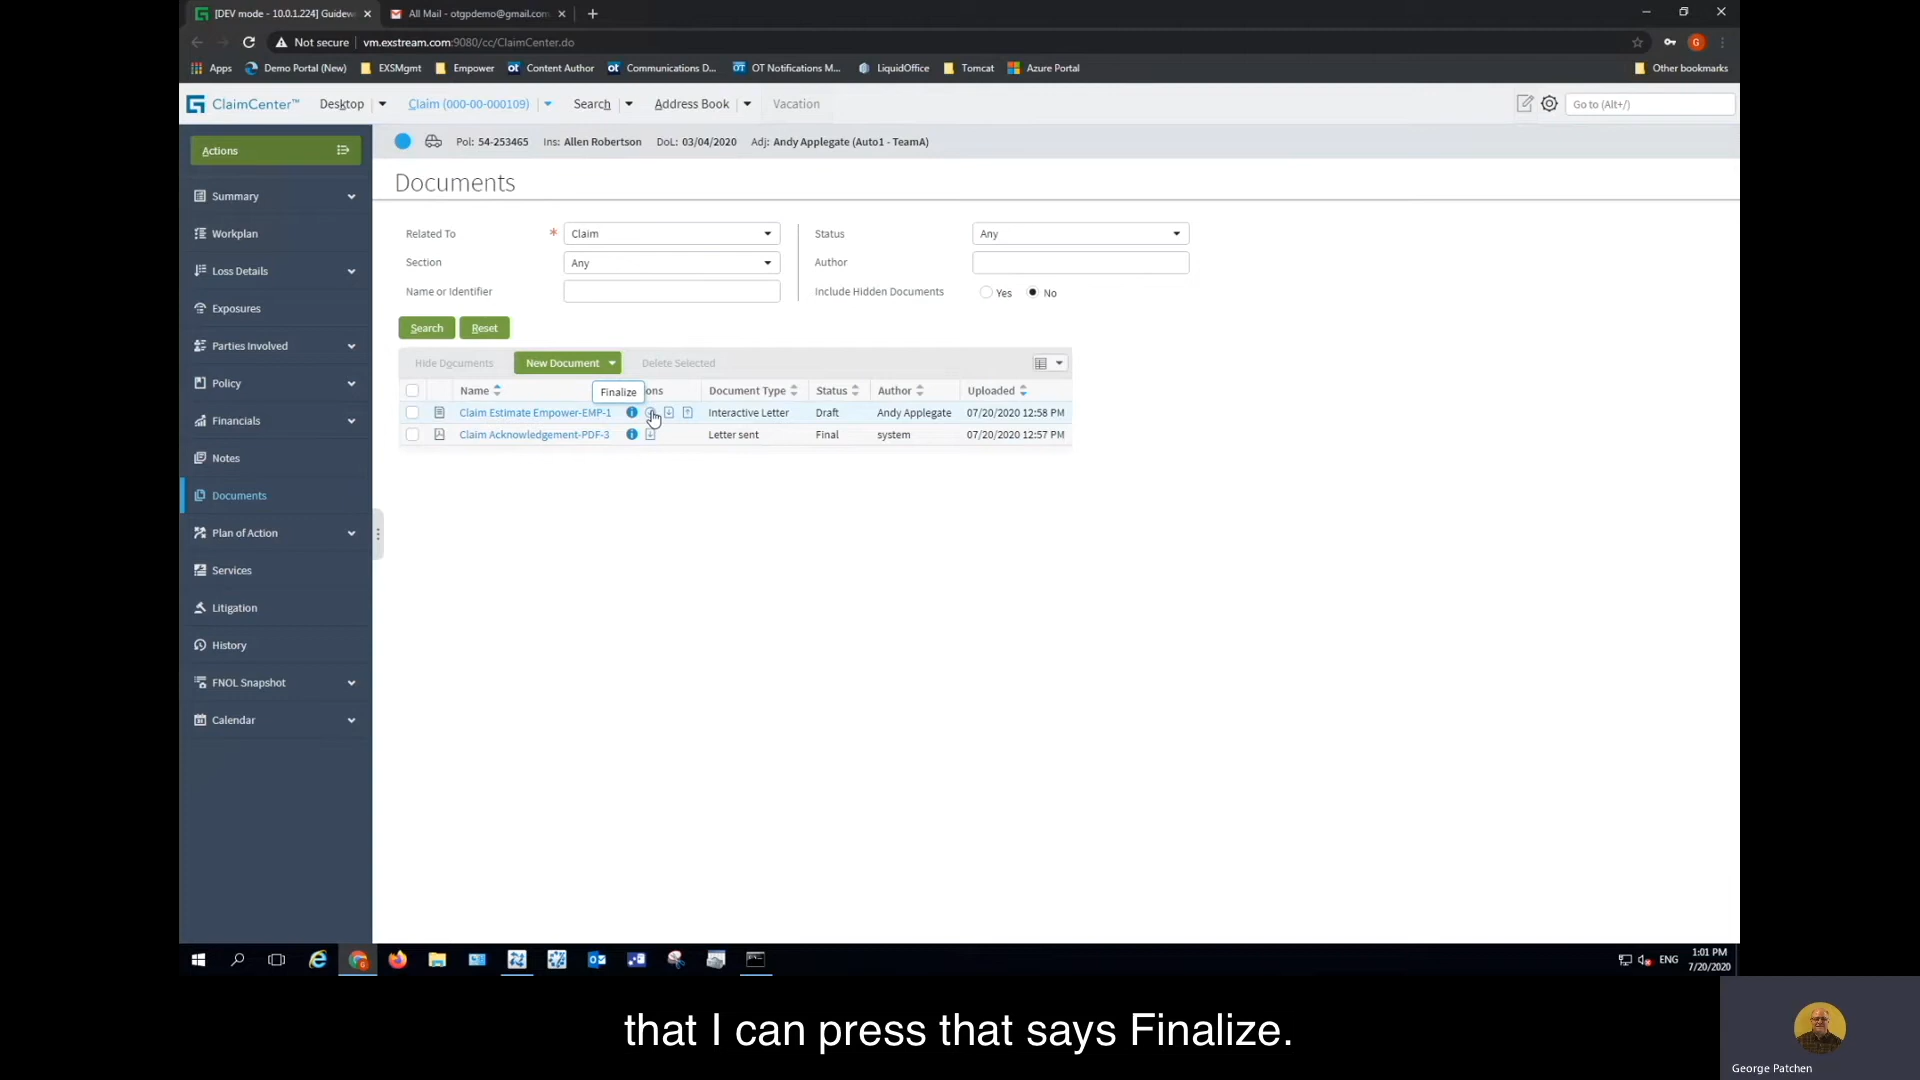 [DEV mode - 10.0.1.224] Guidew
All Mail - otgpdemo@gmail.com
Not secure
vm.exstream.com:9080/cc/ClaimCenter.do
Apps
Demo Portal (New)
EXSMgmt
Empower
Content Author
Communications D...
OT Notifications M...
LiquidOffice
Tomcat
Azure Portal
Other bookmarks
ClaimCenter™
Desktop
Claim (000-00-000109)
Search
Address Book
Vacation
Go to (Alt+/)
Actions
Pol: 54-253465 Ins: Allen Robertson DoL: 03/04/2020 Adj: Andy Applegate (Auto1 - TeamA)
Summary
Workplan
Loss Details
Exposures
Parties Involved
Policy
Financials
Notes
Documents
Plan of Action
Services
Litigation
History
FNOL Snapshot
Calendar
Documents
Related To * Claim
Section Any
Name or Identifier
Status Any
Author
Include Hidden Documents Yes No
Search Reset
Hide Documents New Document Delete Selected
Finalize
Name ons Document Type Status Author Uploaded
Claim Estimate Empower-EMP-1 Interactive Letter Draft Andy Applegate 07/20/2020 12:58 PM
Claim Acknowledgement-PDF-3 Letter sent Final system 07/20/2020 12:57 PM
ENG
1:01 PM
7/20/2020
that I can press that says Finalize.
George Patchen